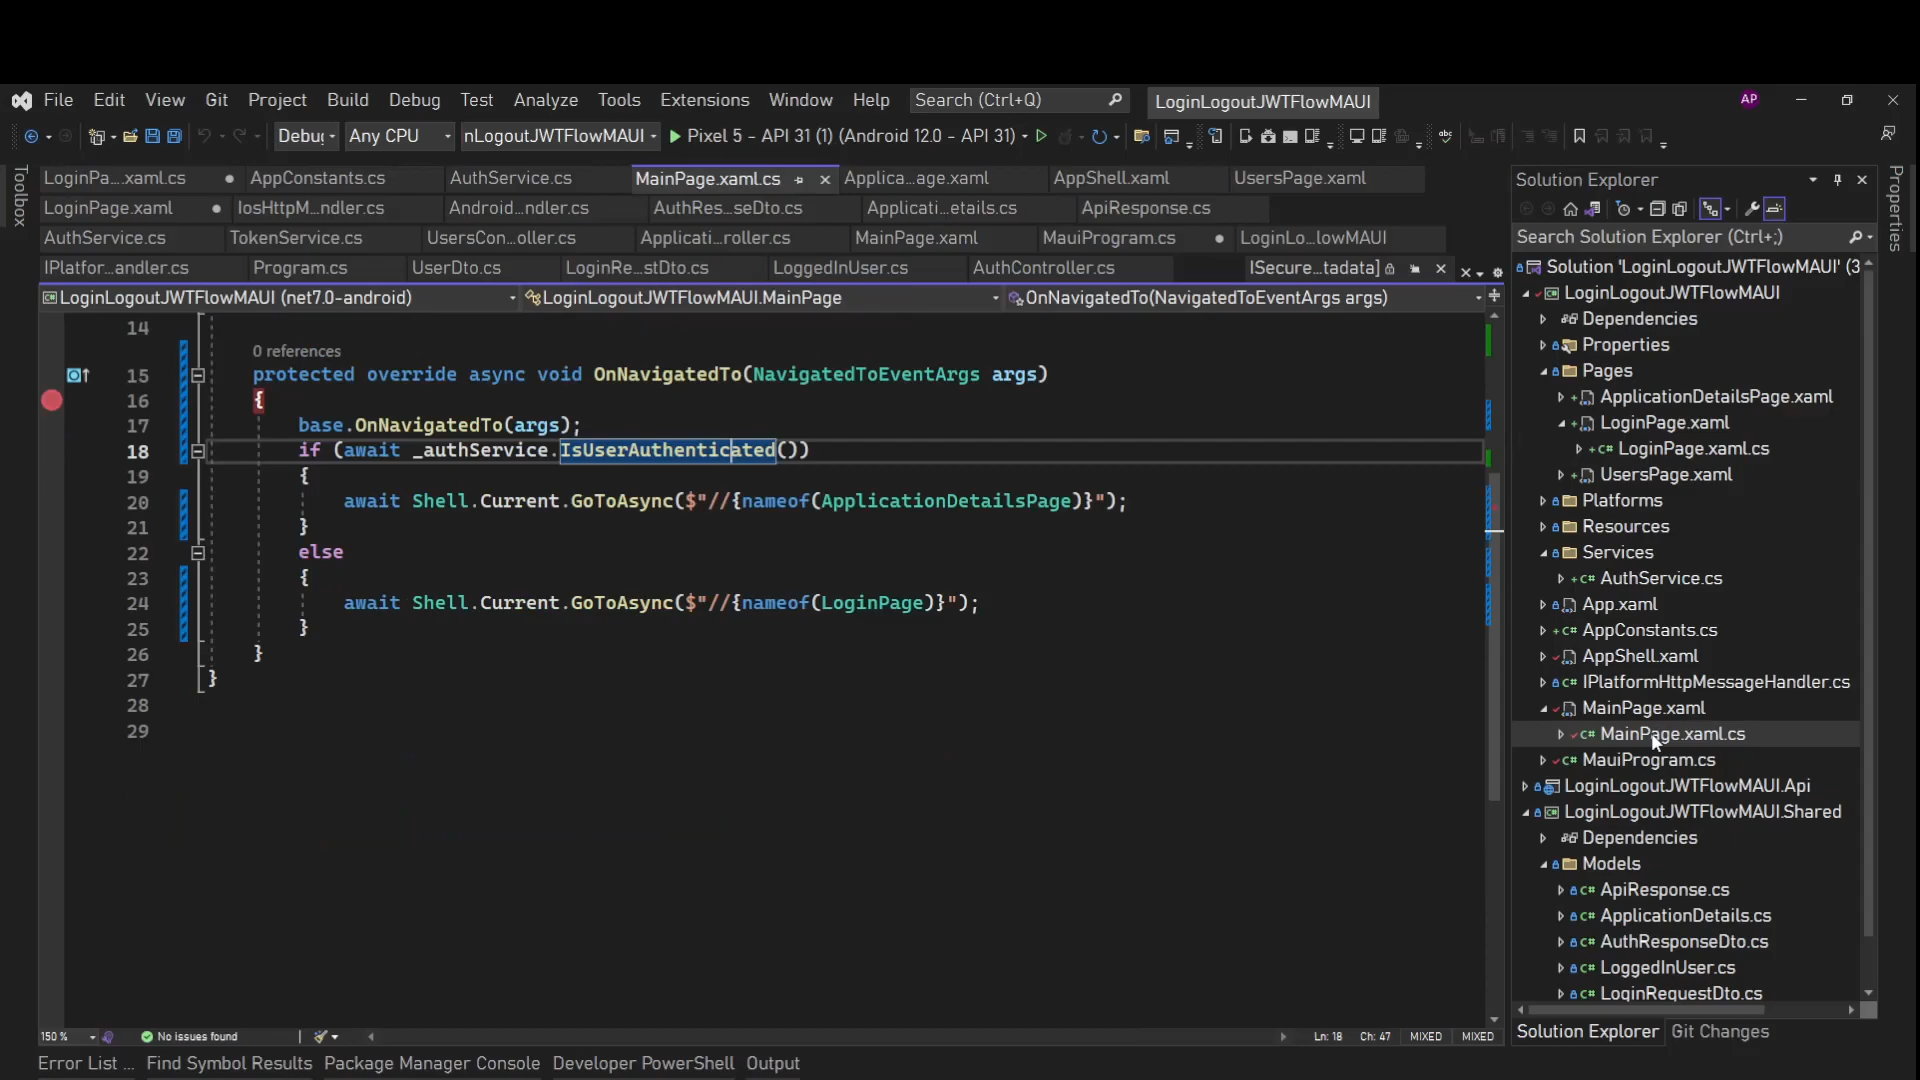 File Edit View Git Project Build Debug Test Analyze Tools Extensions Window Help Search (Ctrl+Q) LoginLogoutJWTFlowMAUI AP
Debug Any CPU nLogoutJWTFlowMAUI Pixel 5 - API 31 (1) (Android 12.0 - API 31)
Toolbox
LoginPa....xaml.cs AppConstants.cs AuthService.cs MainPage.xaml.cs Applica...age.xaml AppShell.xaml UsersPage.xaml
LoginPage.xaml IosHttpM...ndler.cs Android...ndler.cs AuthRes...seDto.cs Applicati...etails.cs ApiResponse.cs
AuthService.cs TokenService.cs UsersCon...oller.cs Applicati...roller.cs MainPage.xaml MauiProgram.cs LoginLo...lowMAUI
IPlatfor...andler.cs Program.cs UserDto.cs LoginRe...stDto.cs LoggedInUser.cs AuthController.cs ISecure...tadata]
LoginLogoutJWTFlowMAUI (net7.0-android) LoginLogoutJWTFlowMAUI.MainPage OnNavigatedTo(NavigatedToEventArgs args)
14
0 references
15 protected override async void OnNavigatedTo(NavigatedToEventArgs args)
16 {
17 base.OnNavigatedTo(args);
18 if (await _authService.IsUserAuthenticated())
19 {
20 await Shell.Current.GoToAsync($"//{nameof(ApplicationDetailsPage)}");
21 }
22 else
23 {
24 await Shell.Current.GoToAsync($"//{nameof(LoginPage)}");
25 }
26 }
27 }
28
29
150 % No issues found Ln: 18 Ch: 47 MIXED MIXED
Error List ... Find Symbol Results Package Manager Console Developer PowerShell Output
Solution Explorer
Search Solution Explorer (Ctrl+;)
Solution 'LoginLogoutJWTFlowMAUI' (3
LoginLogoutJWTFlowMAUI
Dependencies
Properties
Pages
ApplicationDetailsPage.xaml
LoginPage.xaml
LoginPage.xaml.cs
UsersPage.xaml
Platforms
Resources
Services
AuthService.cs
App.xaml
AppConstants.cs
AppShell.xaml
IPlatformHttpMessageHandler.cs
MainPage.xaml
MainPage.xaml.cs
MauiProgram.cs
LoginLogoutJWTFlowMAUI.Api
LoginLogoutJWTFlowMAUI.Shared
Dependencies
Models
ApiResponse.cs
ApplicationDetails.cs
AuthResponseDto.cs
LoggedInUser.cs
LoginRequestDto.cs
Solution Explorer Git Changes
Properties